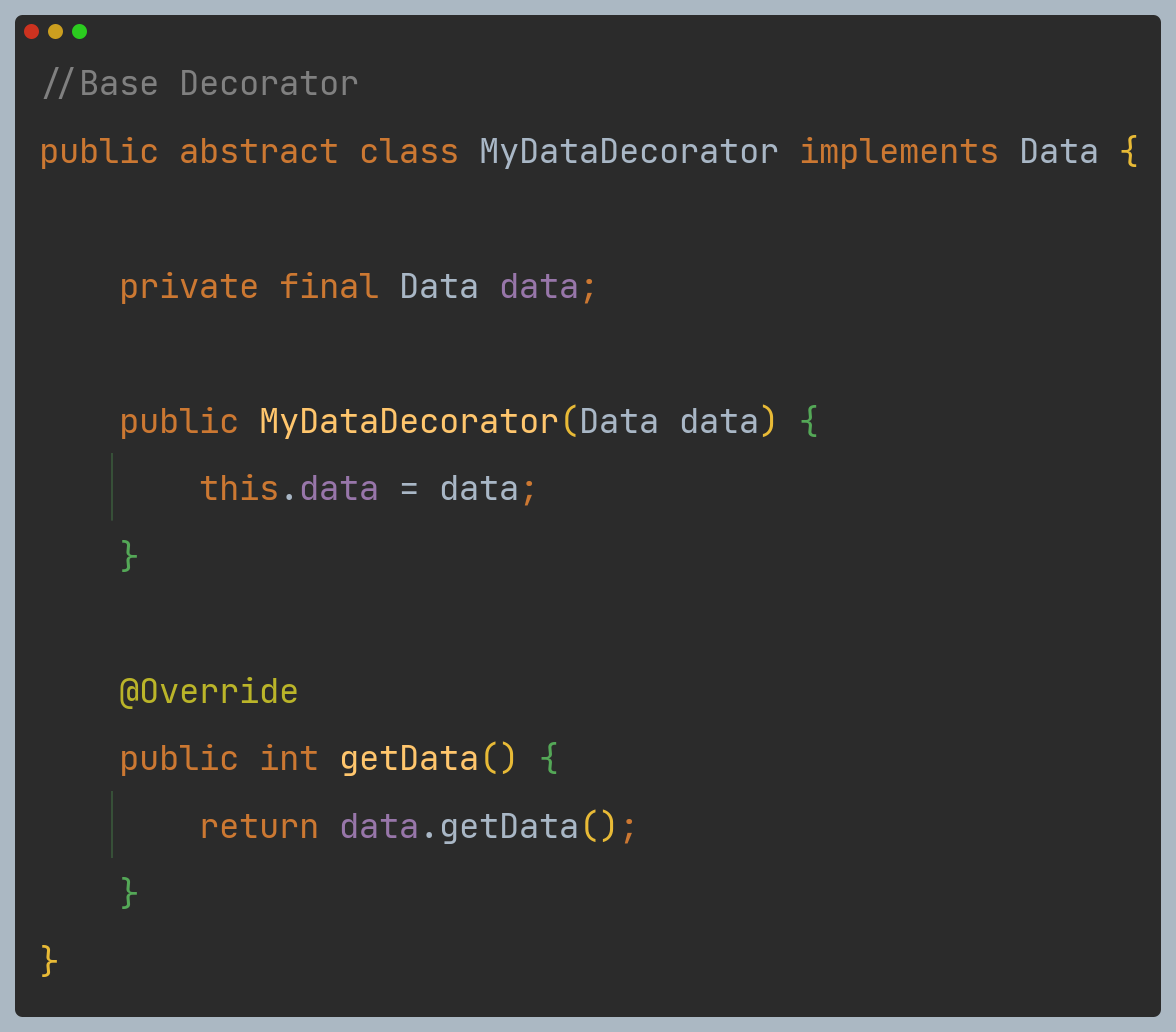 //Base Decorator
public abstract class MyDataDecorator implements Data {
private final Data data;
public MyDataDecorator(Data data) {
this.data = data;
}
@Override
public int getData() {
return data.getData();
}
}